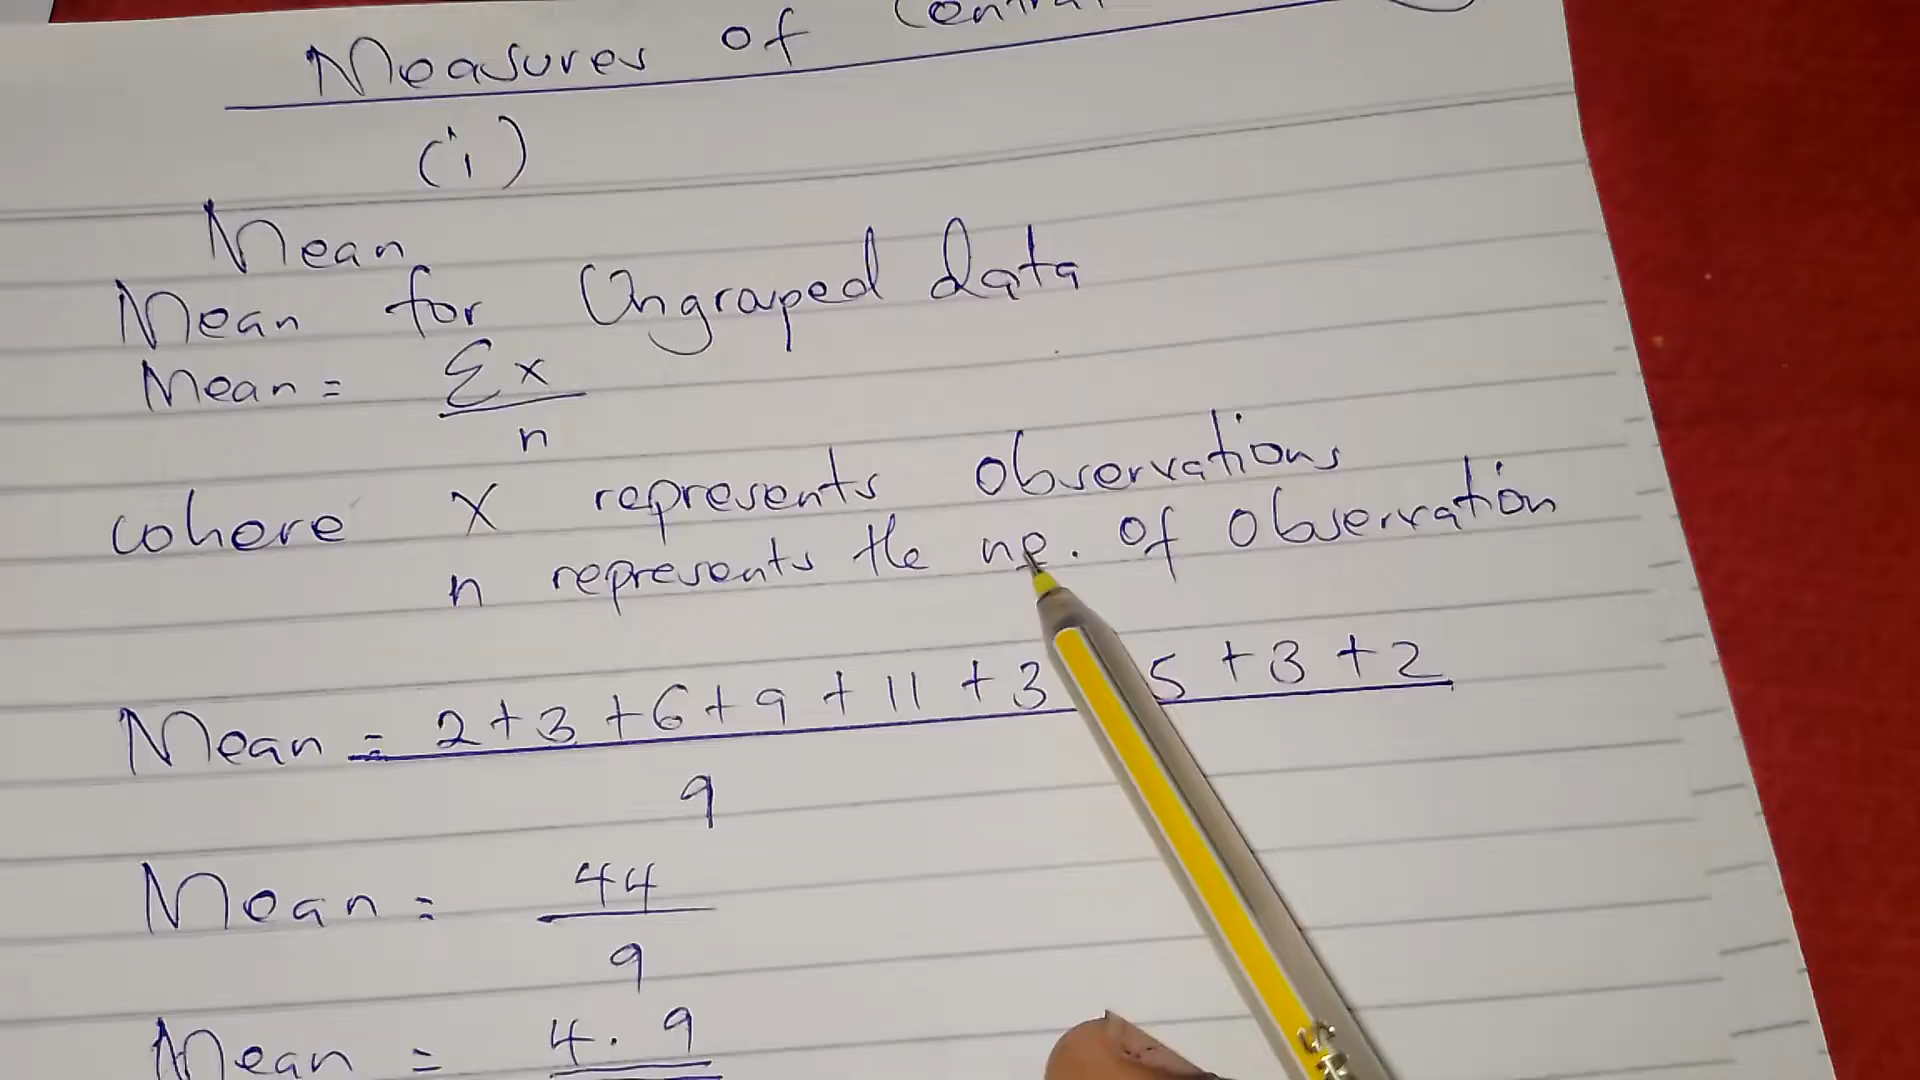 Measures of Central
(i)
Mean
Mean for Ungraped data
Mean = Σx
n
where x represents observations
n represents the no. of observation
Mean = 2+3+6+9+11+3 5+3+2
9
Mean = 44
9
Mean = 4.9